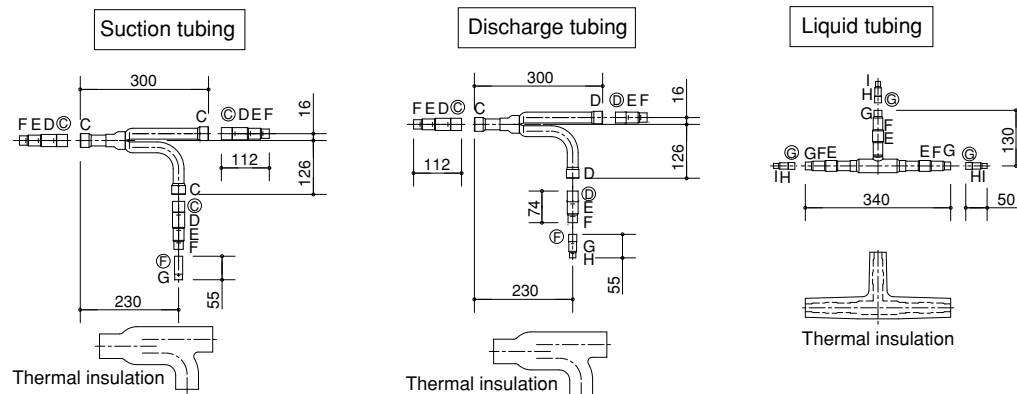 Suction tubing
300
F E D Ⓒ
C
C
Ⓒ D E F
16
112
126
C
Ⓒ
D
E
F
Ⓕ
G
55
230
Thermal insulation
Discharge tubing
300
F E D Ⓒ
C
D
Ⓓ E F
16
112
126
D
Ⓓ
E
F
74
Ⓕ
G
H
55
230
Thermal insulation
Liquid tubing
I
H
Ⓖ
G
F
E
130
Ⓖ
I H
G F E
E F G
Ⓖ
H I
340
50
Thermal insulation